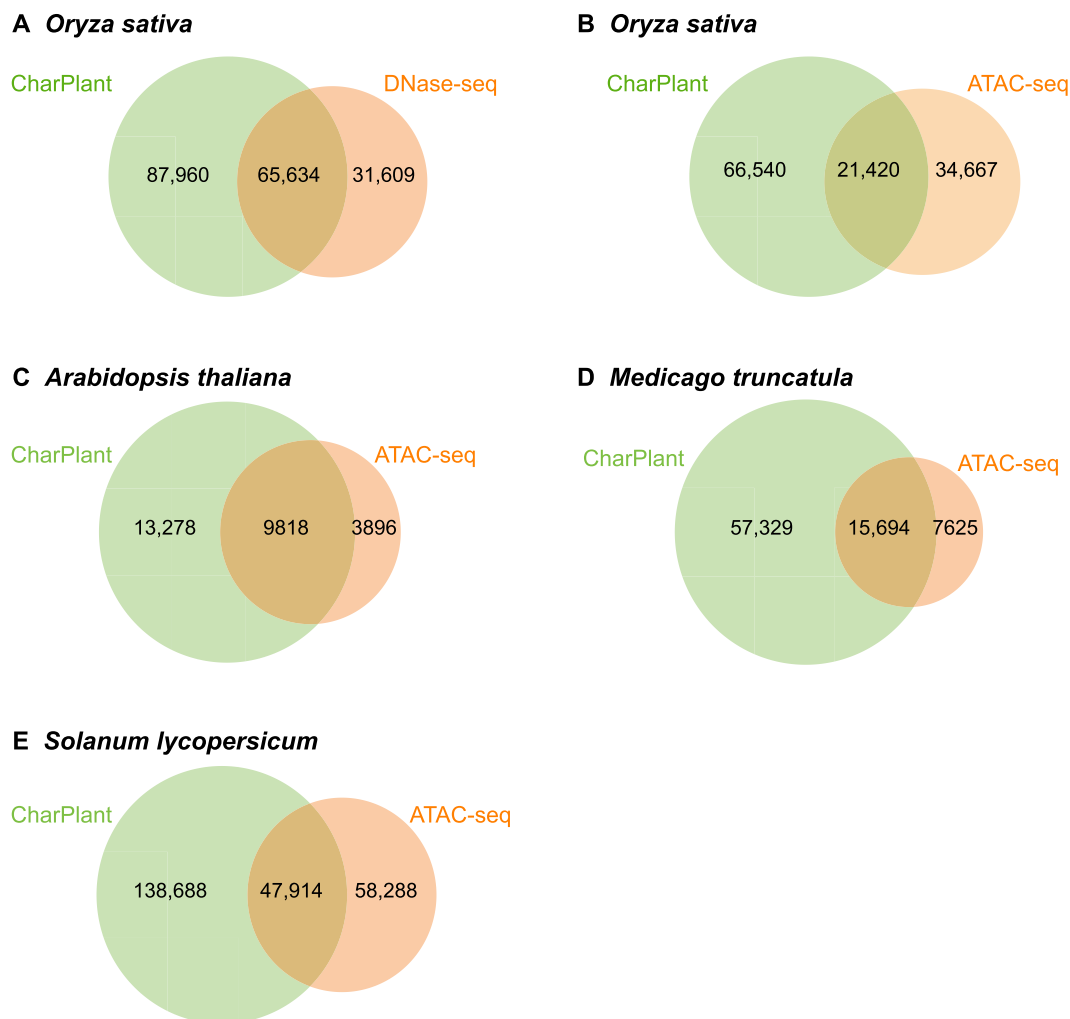 A Oryza sativa
CharPlant
DNase-seq
87,960
65,634
31,609
B Oryza sativa
CharPlant
ATAC-seq
66,540
21,420
34,667
C Arabidopsis thaliana
CharPlant
ATAC-seq
13,278
9818
3896
D Medicago truncatula
CharPlant
ATAC-seq
57,329
15,694
7625
E Solanum lycopersicum
CharPlant
ATAC-seq
138,688
47,914
58,288